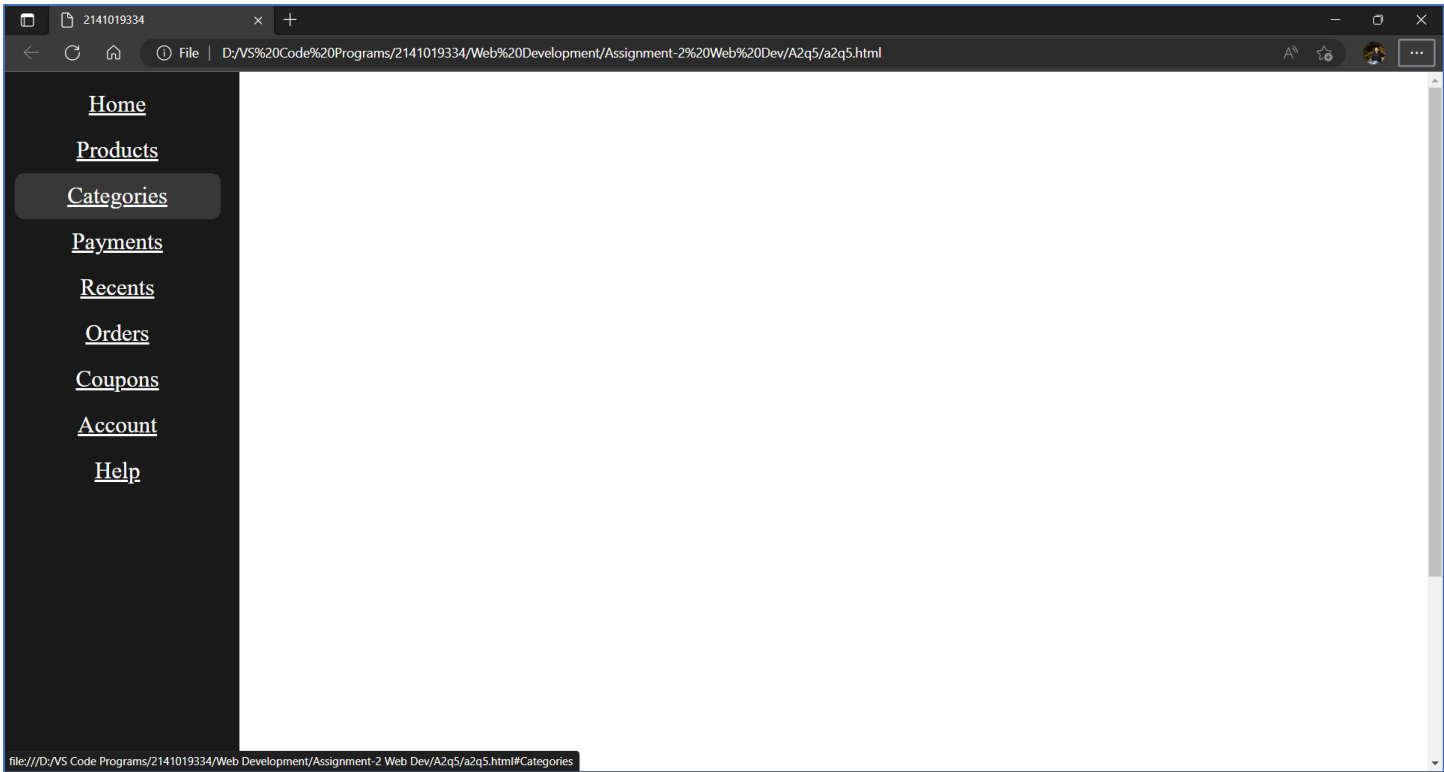 2141019334
File D:/VS%20Code%20Programs/2141019334/Web%20Development/Assignment-2%20Web%20Dev/A2q5/a2q5.html
Home
Products
Categories
Payments
Recents
Orders
Coupons
Account
Help
file:///D:/VS Code Programs/2141019334/Web Development/Assignment-2 Web Dev/A2q5/a2q5.html#Categories